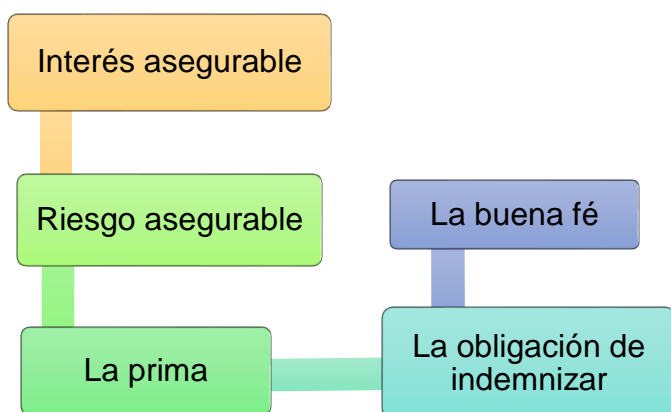 Interés asegurable
Riesgo asegurable
La prima
La obligación de
indemnizar
La buena fé